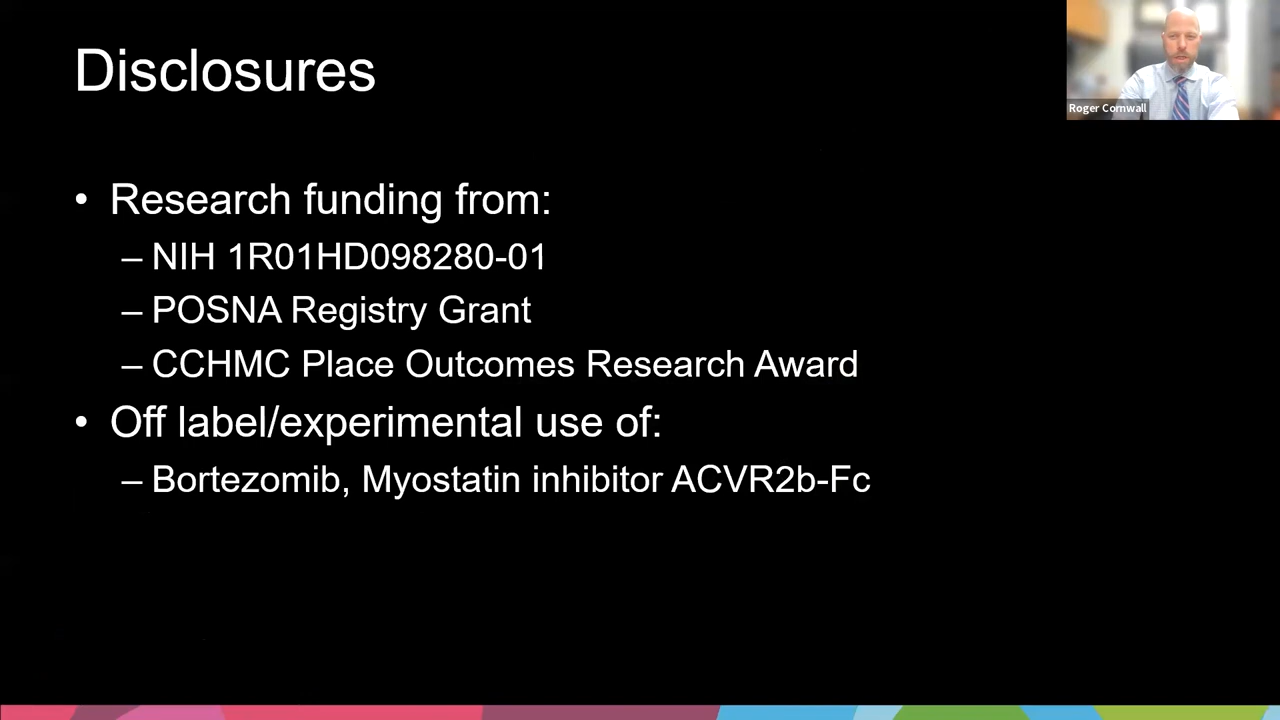 Disclosures
Roger Cornwall
• Research funding from:
– NIH 1R01HD098280-01
– POSNA Registry Grant
– CCHMC Place Outcomes Research Award
• Off label/experimental use of:
– Bortezomib, Myostatin inhibitor ACVR2b-Fc